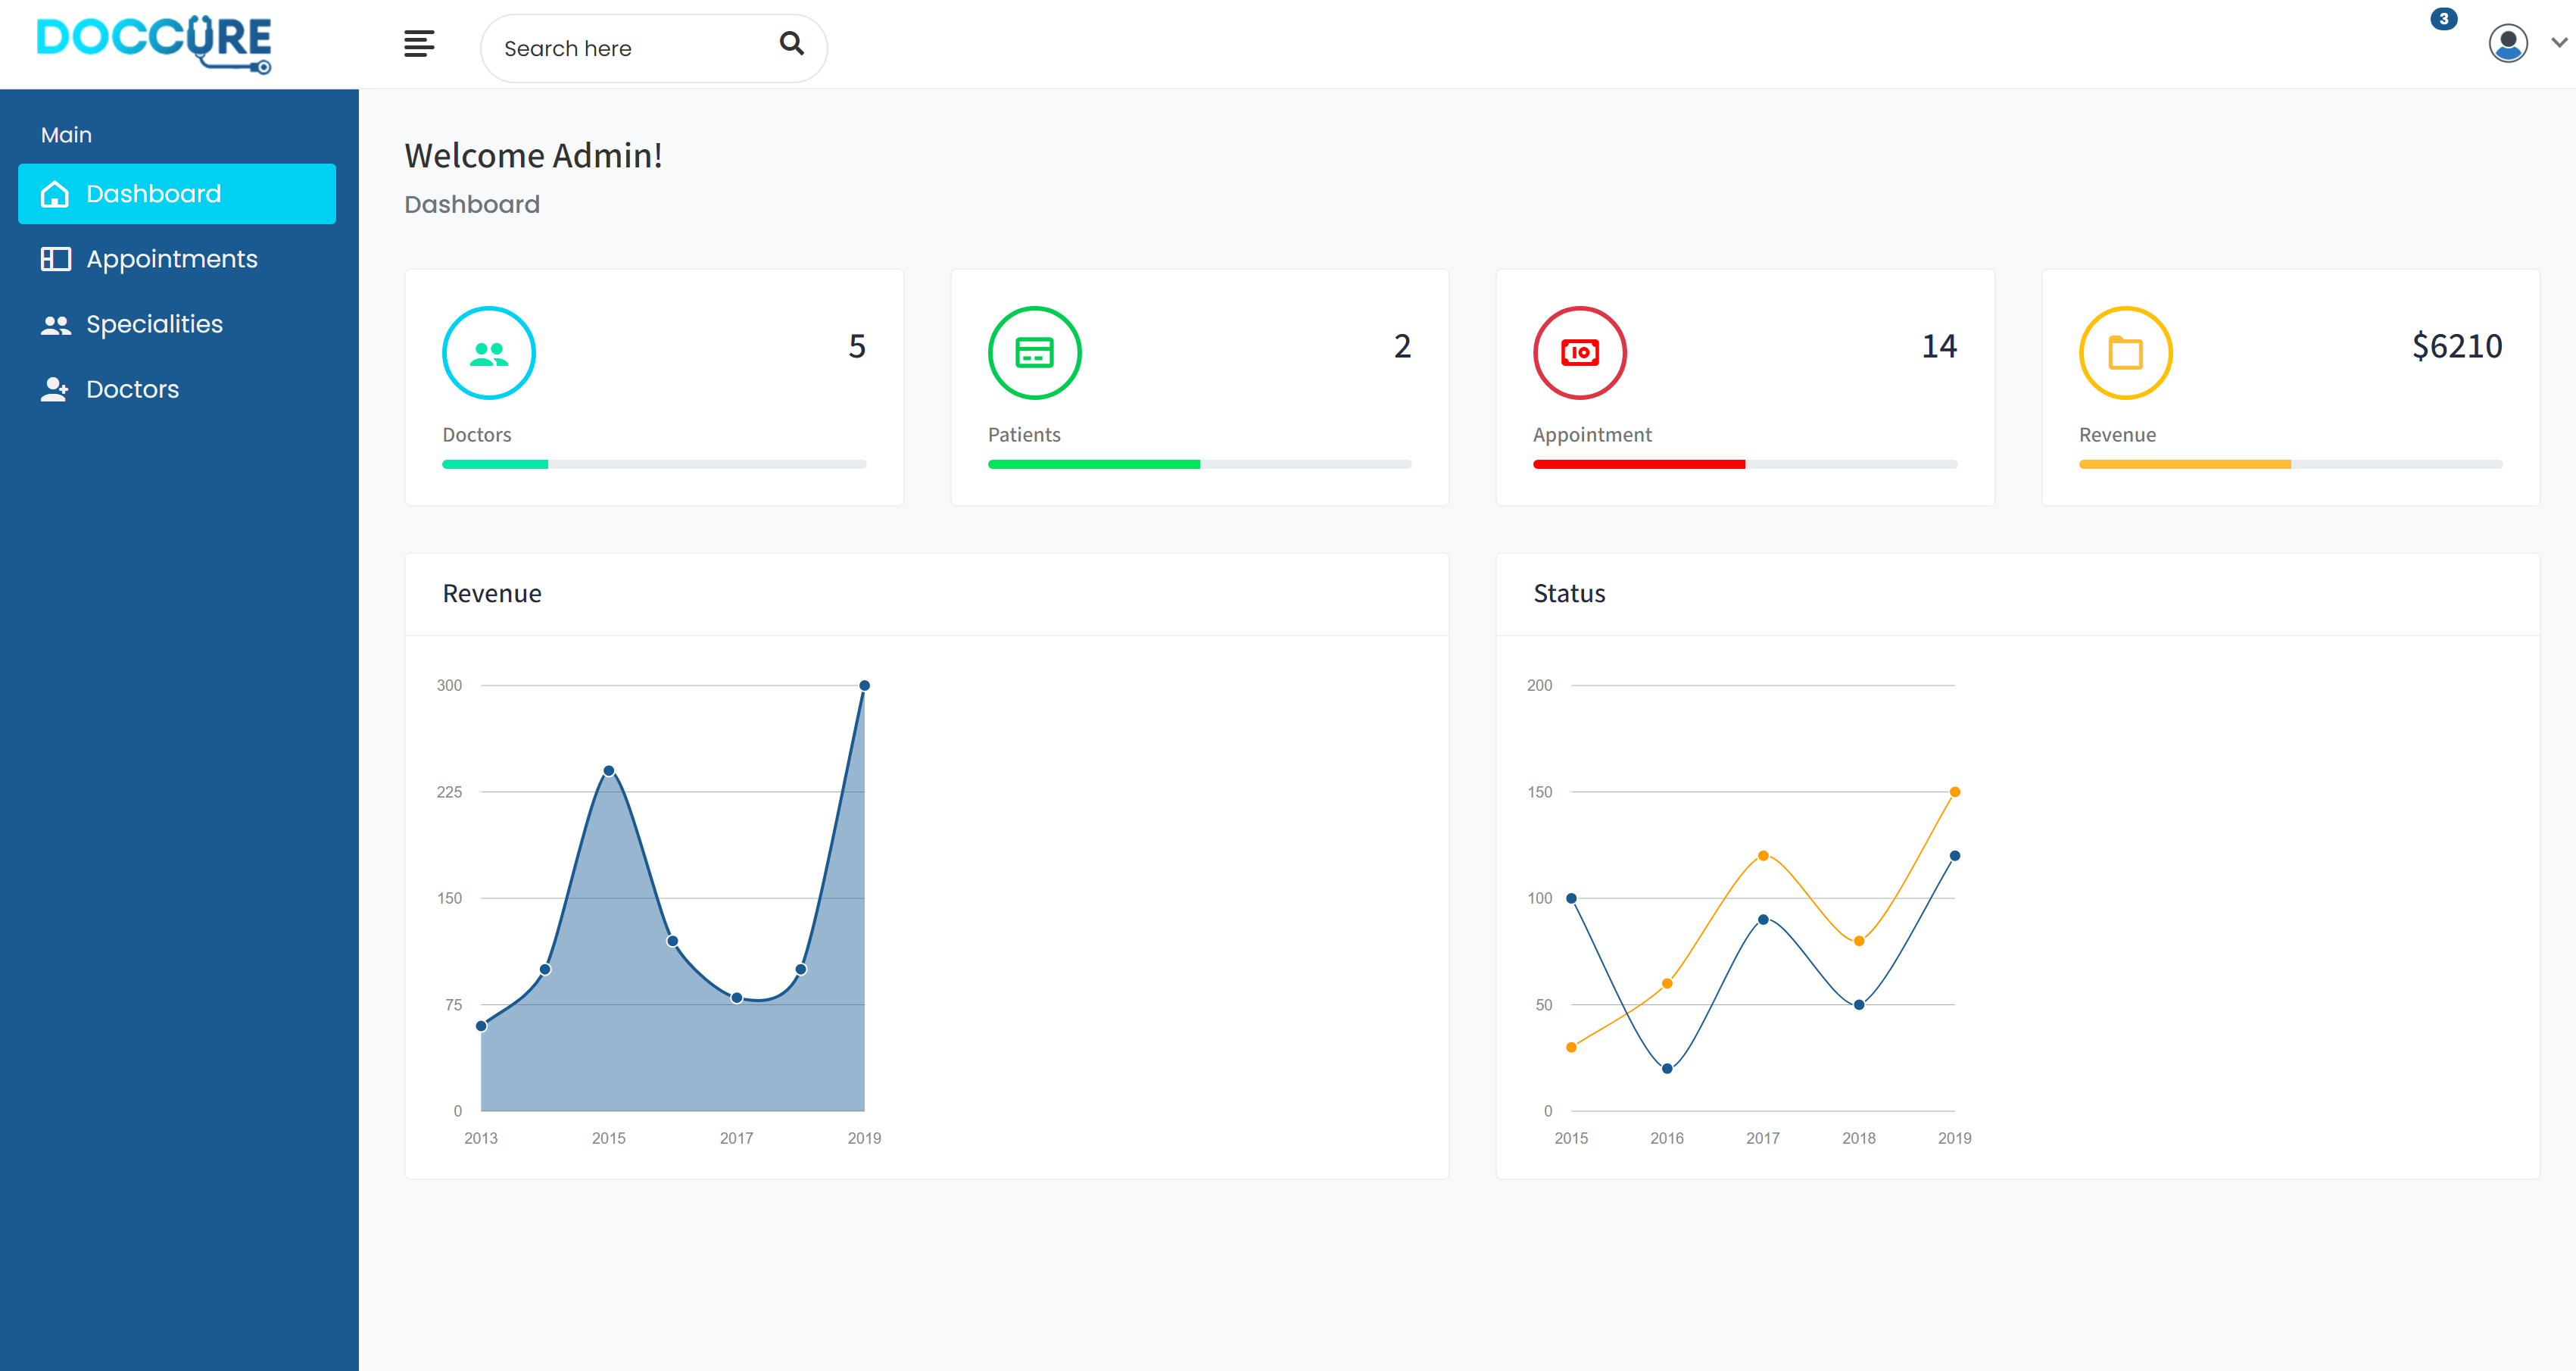 DOCCURE
Search here
3
Main
Dashboard
Appointments
Specialities
Doctors
Welcome Admin!
Dashboard
5
Doctors
2
Patients
14
Appointment
$6210
Revenue
Revenue
300
225
150
75
0
2013 2015 2017 2019
Status
200
150
100
50
0
2015 2016 2017 2018 2019